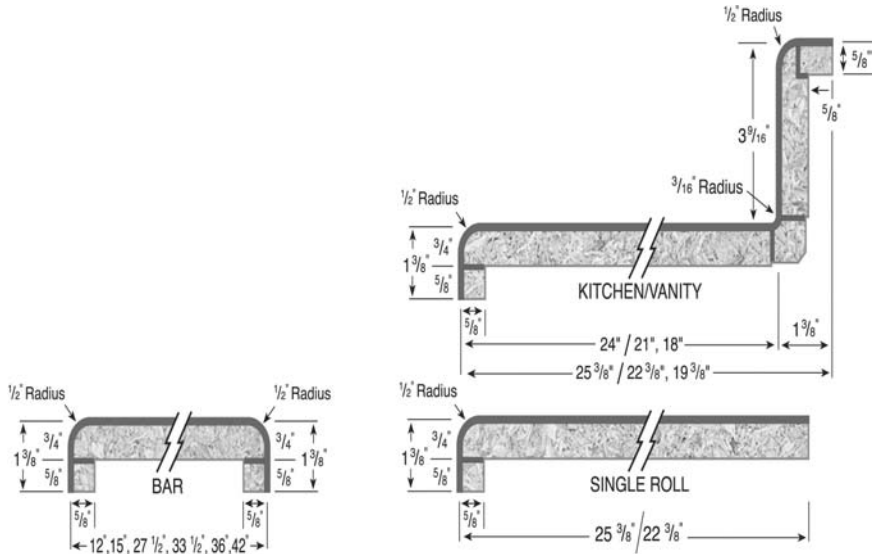 1/2" Radius
5/8"
5/8"
3 9/16"
3/16" Radius
1/2" Radius
3/4"
1 3/8"
5/8"
KITCHEN/VANITY
5/8"
1 3/8"
24" / 21", 18"
25 3/8" / 22 3/8", 19 3/8"
1/2" Radius
1/2" Radius
3/4"
1 3/8"
5/8"
3/4"
1 3/8"
5/8"
BAR
5/8"
5/8"
12", 15", 27 1/2", 33 1/2", 36", 42"
1/2" Radius
3/4"
1 3/8"
5/8"
SINGLE ROLL
5/8"
25 3/8" / 22 3/8"